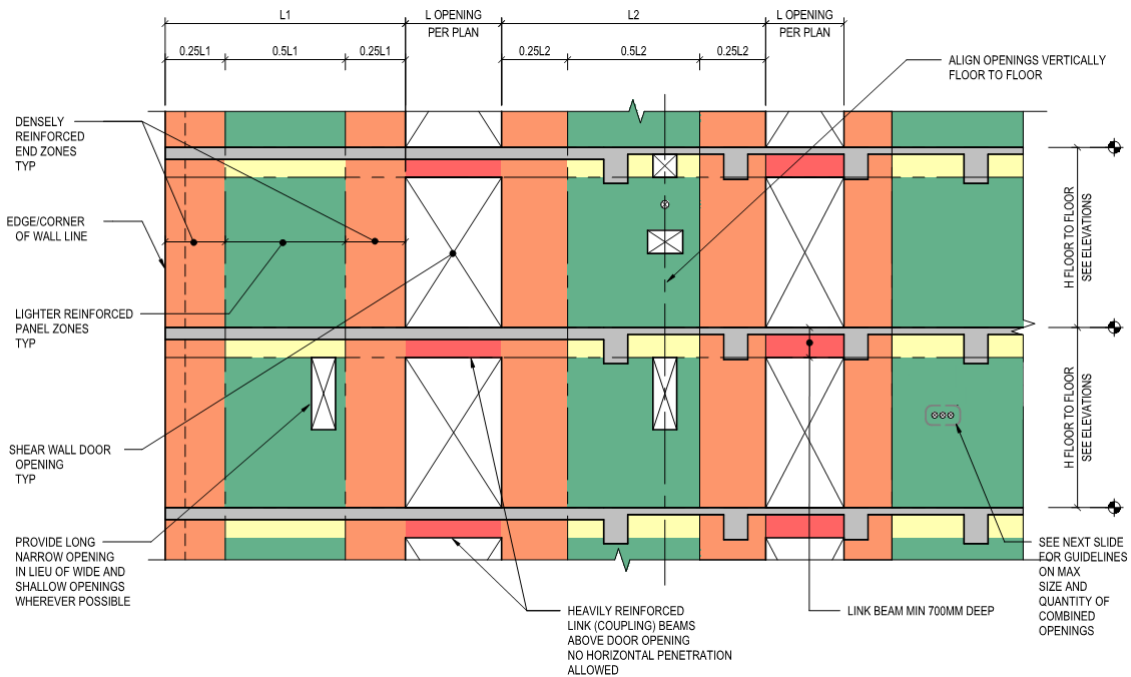 L1
L OPENING
PER PLAN
L2
L OPENING
PER PLAN
0.25L1
0.5L1
0.25L1
0.25L2
0.5L2
0.25L2
ALIGN OPENINGS VERTICALLY
FLOOR TO FLOOR
DENSELY
REINFORCED
END ZONES
TYP
EDGE/CORNER
OF WALL LINE
LIGHTER REINFORCED
PANEL ZONES
TYP
SHEAR WALL DOOR
OPENING
TYP
PROVIDE LONG
NARROW OPENING
IN LIEU OF WIDE AND
SHALLOW OPENINGS
WHEREVER POSSIBLE
HEAVILY REINFORCED
LINK (COUPLING) BEAMS
ABOVE DOOR OPENING
NO HORIZONTAL PENETRATION
ALLOWED
LINK BEAM MIN 700MM DEEP
H FLOOR TO FLOOR
SEE ELEVATIONS
H FLOOR TO FLOOR
SEE ELEVATIONS
SEE NEXT SLIDE
FOR GUIDELINES
ON MAX
SIZE AND
QUANTITY OF
COMBINED
OPENINGS